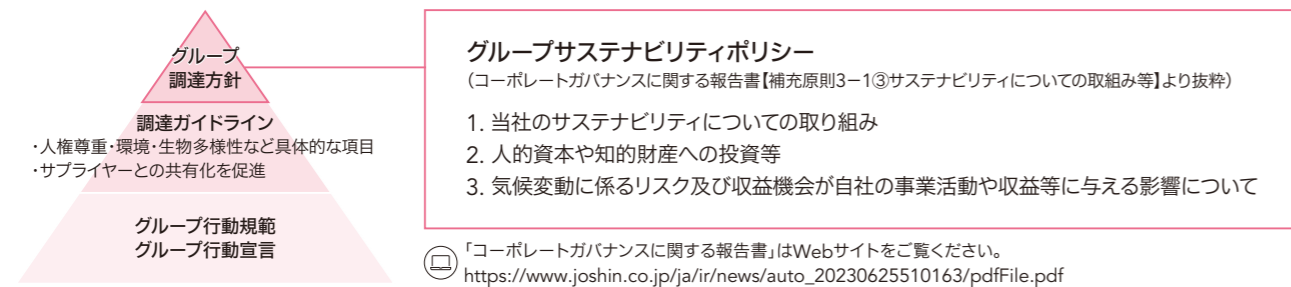 グループ
調達方針
調達ガイドライン
・人権尊重・環境・生物多様性など具体的な項目
・サプライヤーとの共有化を促進
グループ行動規範
グループ行動宣言
グループサステナビリティポリシー
（コーポレートガバナンスに関する報告書【補充原則3－1③サステナビリティについての取組み等】より抜粋）
1. 当社のサステナビリティについての取り組み
2. 人的資本や知的財産への投資等
3. 気候変動に係るリスク及び収益機会が自社の事業活動や収益等に与える影響について
「コーポレートガバナンスに関する報告書」はWebサイトをご覧ください。
https://www.joshin.co.jp/ja/ir/news/auto_20230625510163/pdfFile.pdf